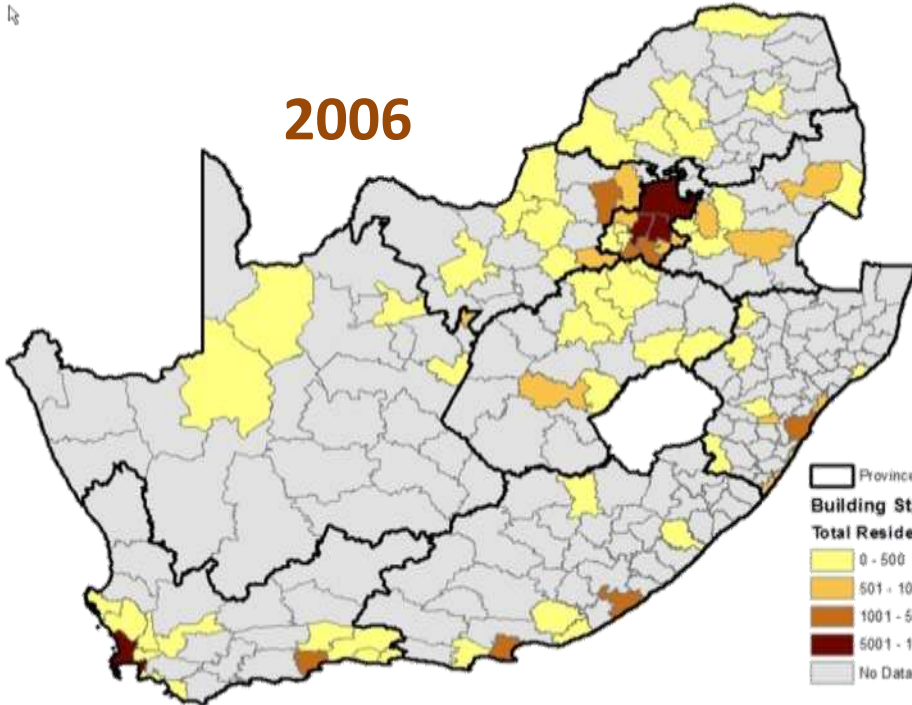 2006
Province
Building St
Total Reside
0 - 500
501 - 10
1001 - 5
5001 - 1
No Data